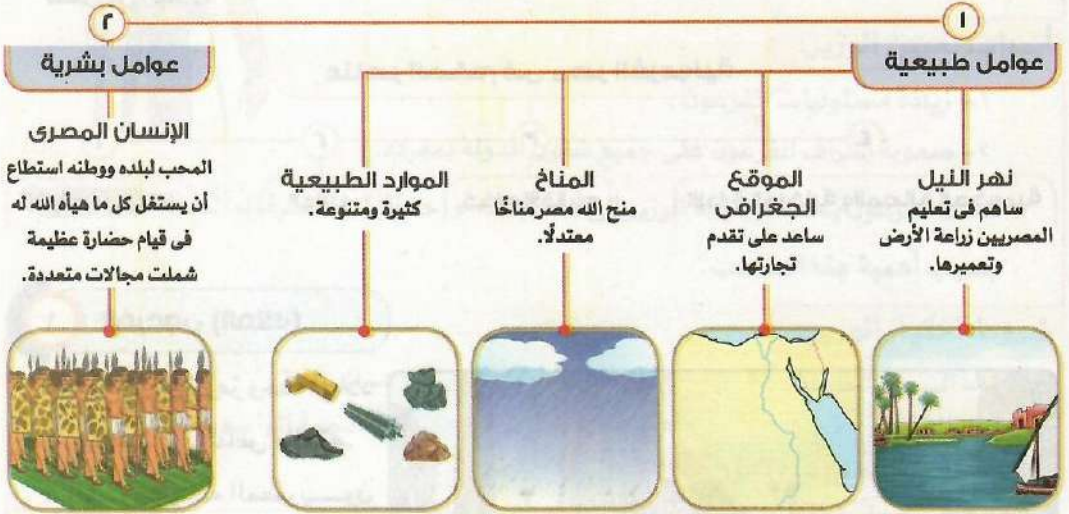 ١
عوامل طبيعية
نهر النيل
ساهم فى تعليم
المصريين زراعة الأرض
وتعميرها.
الموقع
الجغرافى
ساعد على تقدم
تجارتها.
المناخ
منح الله مصر مناخًا
معتدلًا.
الموارد الطبيعية
كثيرة ومتنوعة.
٢
عوامل بشرية
الإنسان المصرى
المحب لبلده ووطنه استطاع
أن يستغل كل ما هيأه الله له
فى قيام حضارة عظيمة
شملت مجالات متعددة.